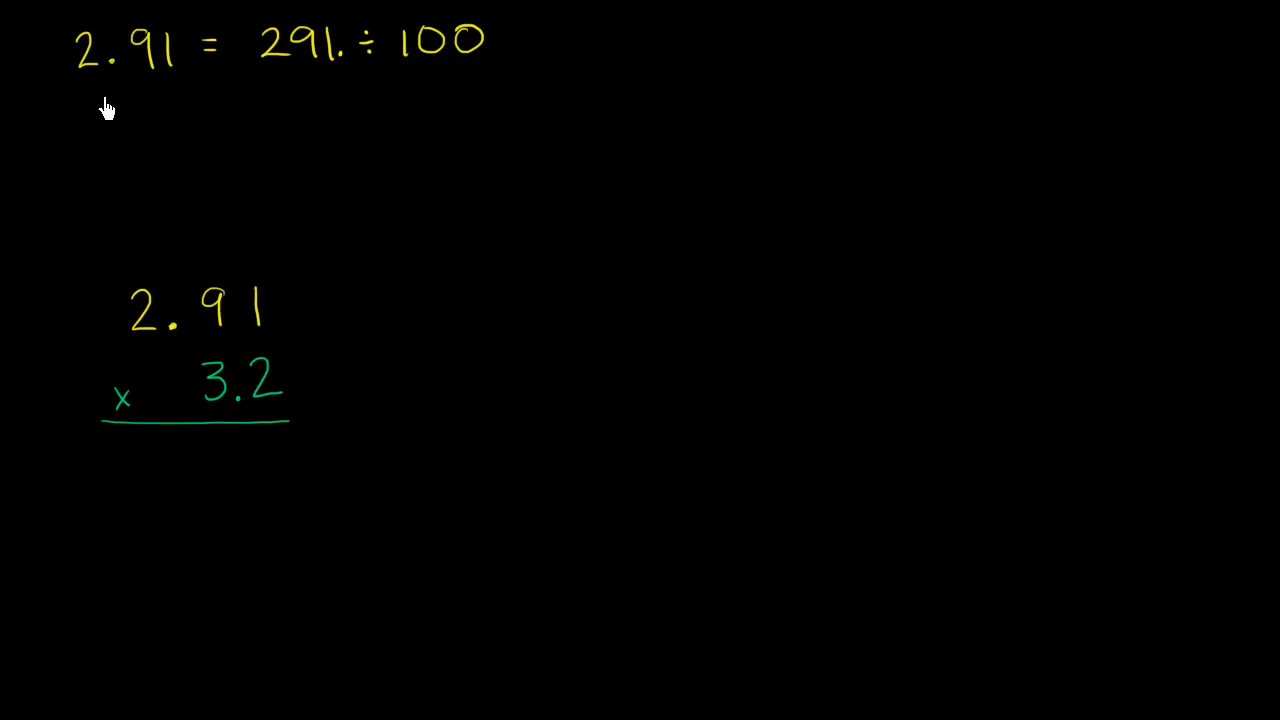 2.91 = 291. ÷ 100
2.91
x 3.2